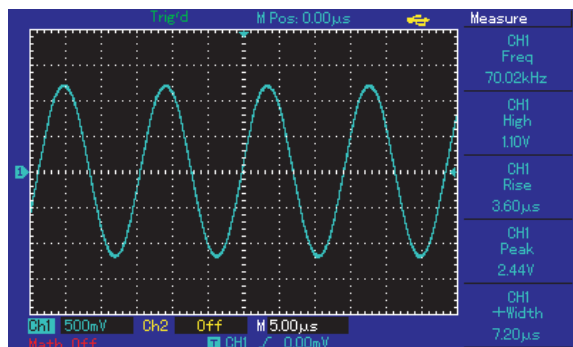 Trig'd M Pos: 0.00μs Measure
CH1
Freq
70.02kHz
CH1
High
1.10V
CH1
Rise
3.60μs
CH1
Peak
2.44V
CH1
+Width
7.20μs
1
Ch1 500mV Ch2 Off M 5.00μs
Math Off T CH1 / 0.00mV